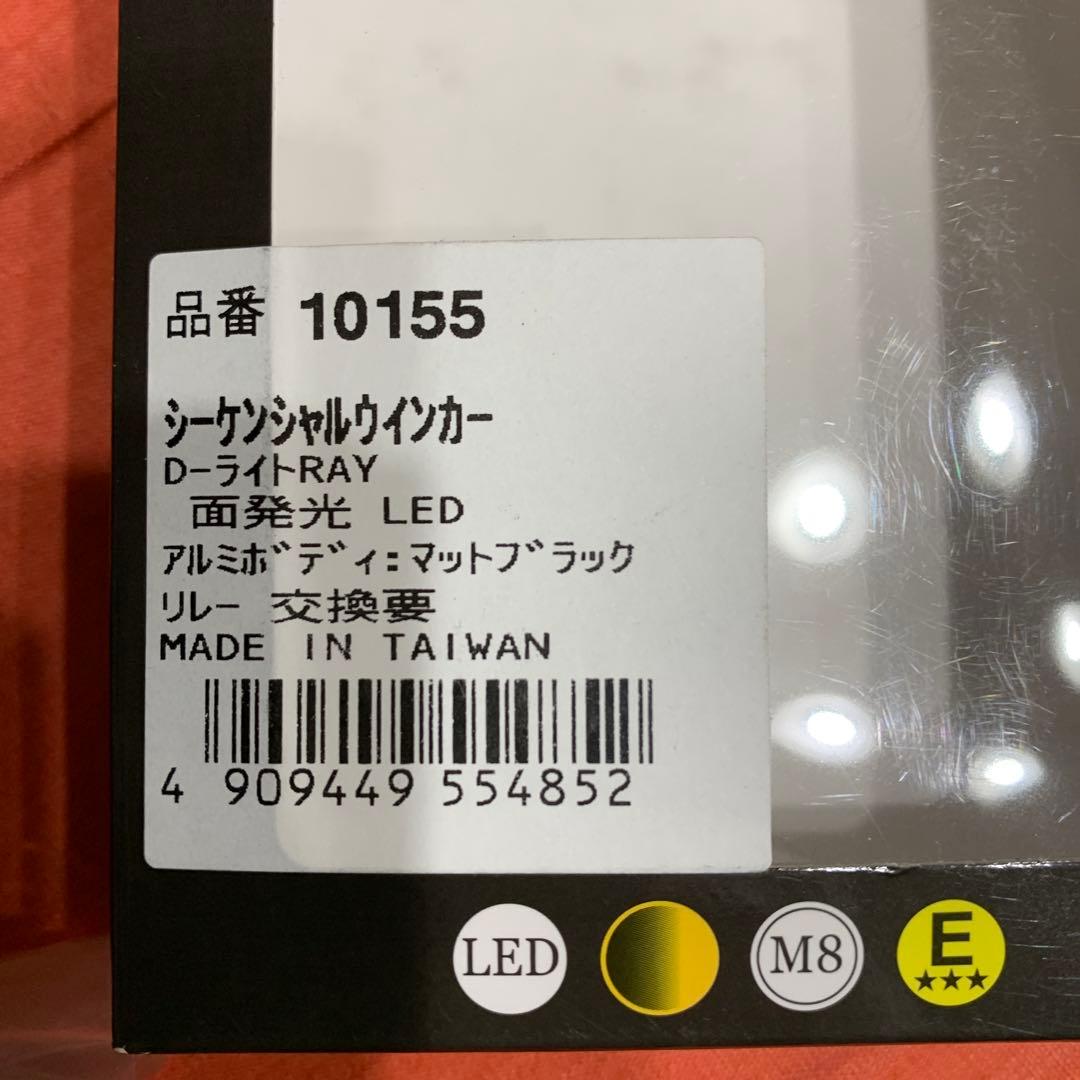 品番 10155
シーケンシャルウインカー
D-ライトRAY
面発光 LED
アルミボディ:マットブラック
リレー 交換要
MADE IN TAIWAN
4 909449 554852
LED
M8
E
★★★